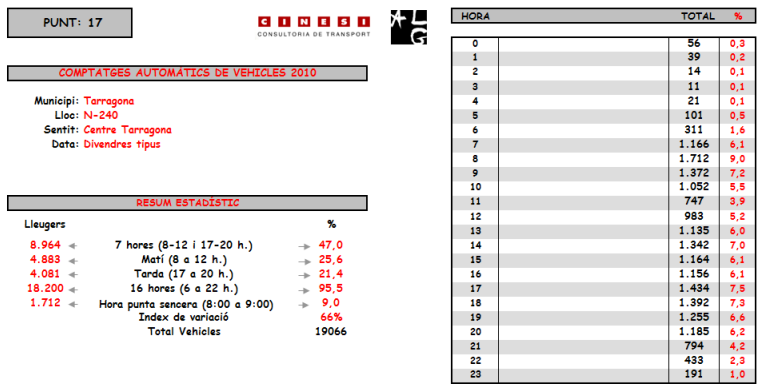 PUNT: 17
CINESI
CONSULTORIA DE TRANSPORT
ALG
COMPTATGES AUTOMÀTICS DE VEHICLES 2010
Municipi: Tarragona
Lloc: N-240
Sentit: Centre Tarragona
Data: Divendres tipus
RESUM ESTADÍSTIC
Lleugers %
8.964 7 hores (8-12 i 17-20 h.) 47,0
4.883 Matí (8 a 12 h.) 25,6
4.081 Tarda (17 a 20 h.) 21,4
18.200 16 hores (6 a 22 h.) 95,5
1.712 Hora punta sencera (8:00 a 9:00) 9,0
Index de variació 66%
Total Vehicles 19066
HORA TOTAL %
0 56 0,3
1 39 0,2
2 14 0,1
3 11 0,1
4 21 0,1
5 101 0,5
6 311 1,6
7 1.166 6,1
8 1.712 9,0
9 1.372 7,2
10 1.052 5,5
11 747 3,9
12 983 5,2
13 1.135 6,0
14 1.342 7,0
15 1.164 6,1
16 1.156 6,1
17 1.434 7,5
18 1.392 7,3
19 1.255 6,6
20 1.185 6,2
21 794 4,2
22 433 2,3
23 191 1,0